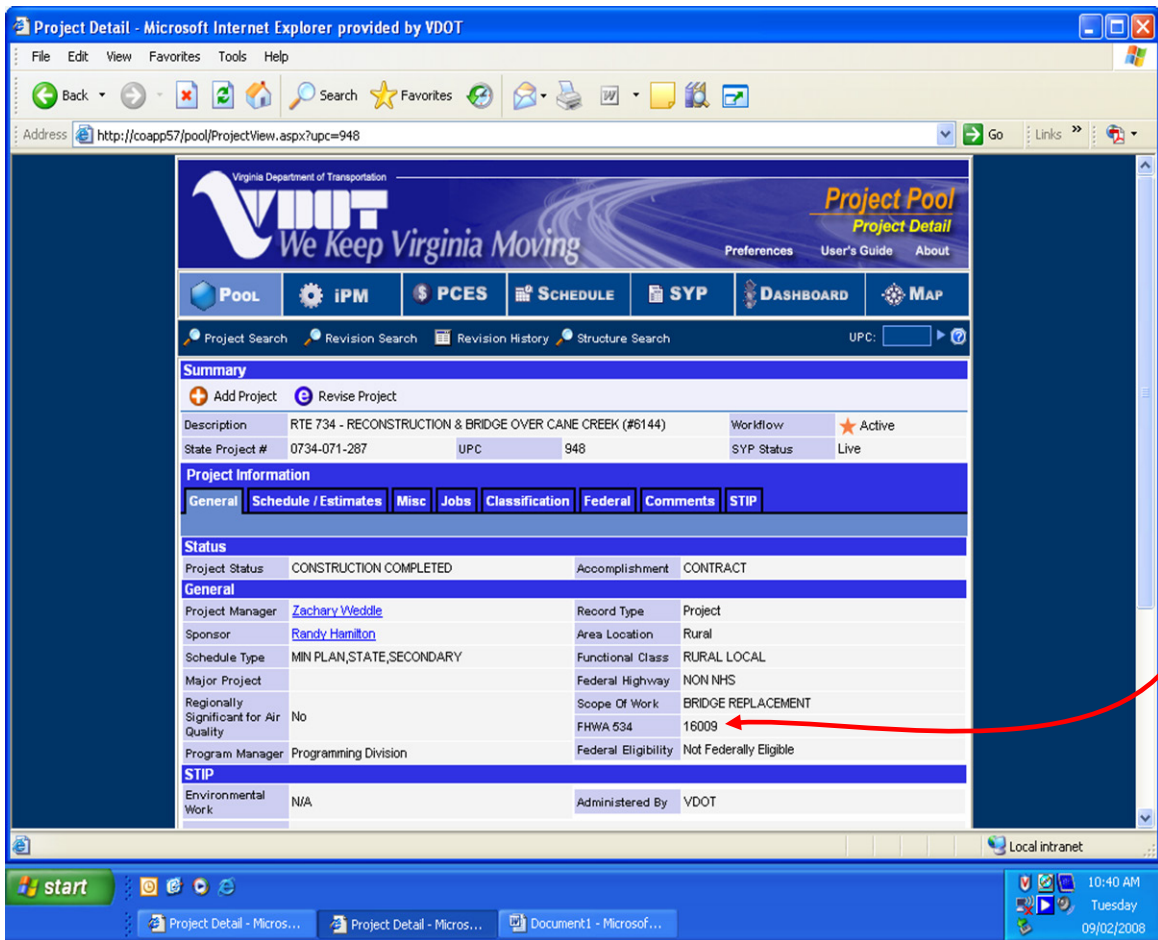 Project Detail - Microsoft Internet Explorer provided by VDOT
File Edit View Favorites Tools Help
Back Search Favorites
Address http://coapp57/pool/ProjectView.aspx?upc=948 Go Links »
Virginia Department of Transportation
VDOT
We Keep Virginia Moving
Project Pool
Project Detail
Preferences User's Guide About
POOL iPM PCES SCHEDULE SYP DASHBOARD MAP
Project Search Revision Search Revision History Structure Search UPC:
Summary
Add Project Revise Project
Description RTE 734 - RECONSTRUCTION & BRIDGE OVER CANE CREEK (#6144) Workflow Active
State Project # 0734-071-287 UPC 948 SYP Status Live
Project Information
General Schedule / Estimates Misc Jobs Classification Federal Comments STIP
Status
Project Status CONSTRUCTION COMPLETED Accomplishment CONTRACT
General
Project Manager Zachary Weddle Record Type Project
Sponsor Randy Hamilton Area Location Rural
Schedule Type MIN PLAN,STATE,SECONDARY Functional Class RURAL LOCAL
Major Project Federal Highway NON NHS
Regionally Significant for Air Quality No Scope Of Work BRIDGE REPLACEMENT
FHWA 534 16009
Program Manager Programming Division Federal Eligibility Not Federally Eligible
STIP
Environmental Work N/A Administered By VDOT
Local intranet
start 10:40 AM
Tuesday
Project Detail - Micros... Project Detail - Micros... Document1 - Microsof... 09/02/2008